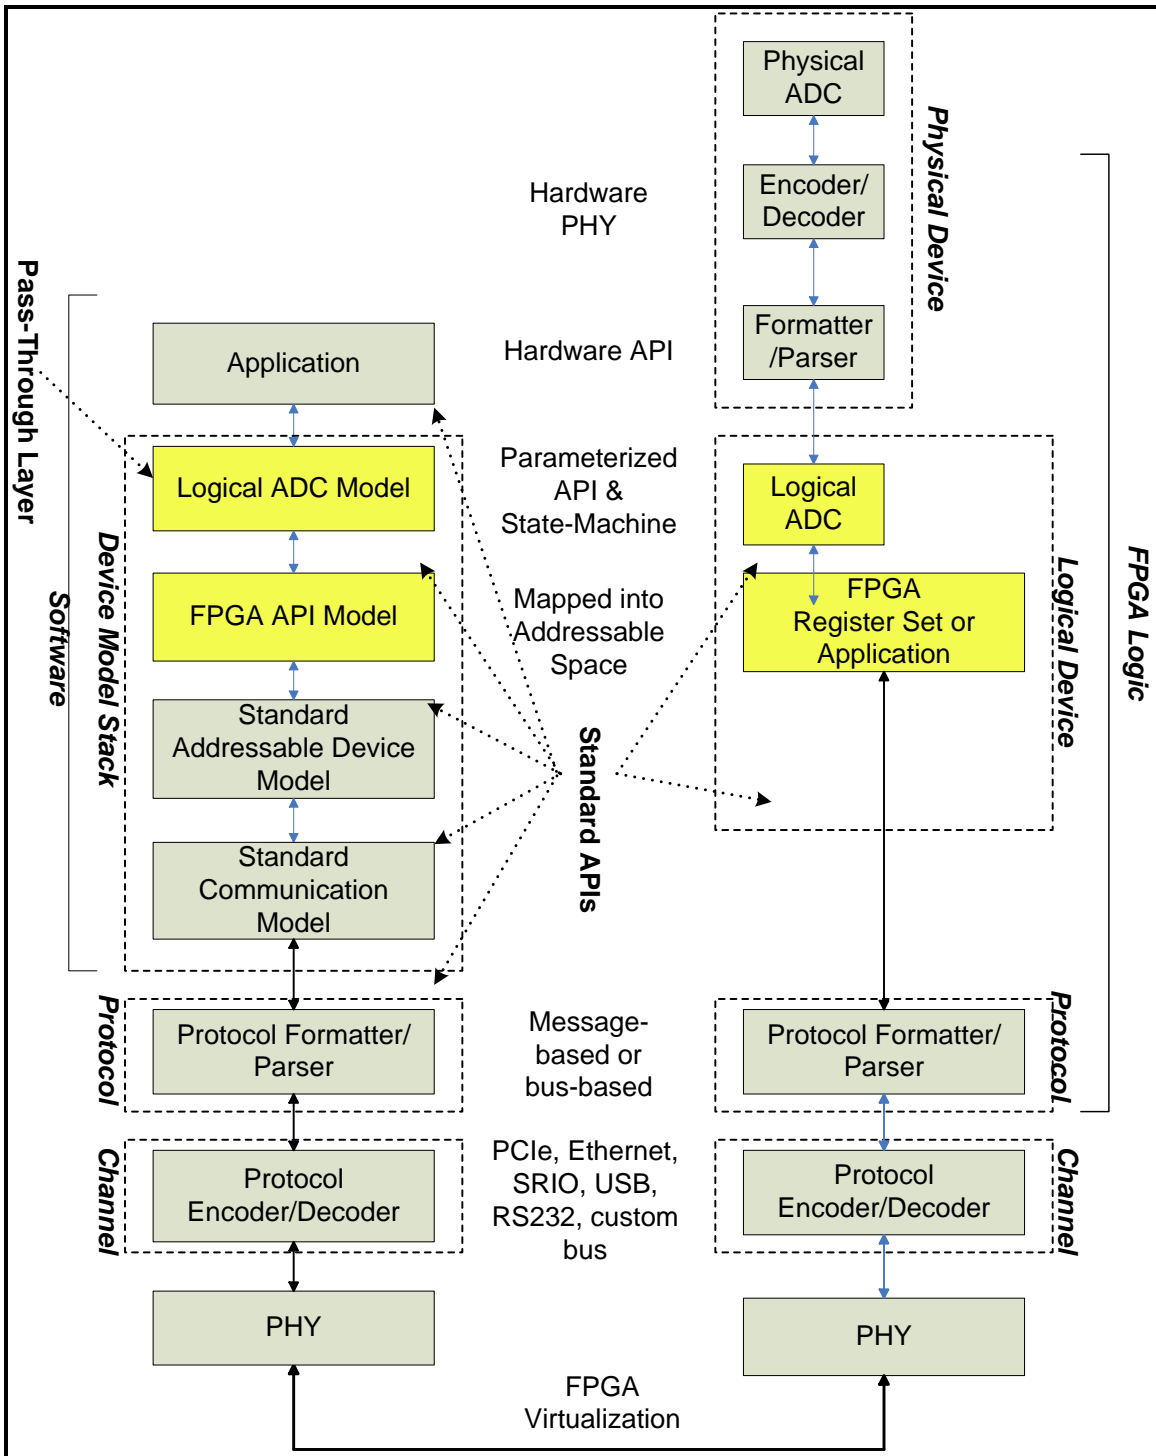 Physical
ADC
Encoder/
Decoder
Formatter
/Parser
Physical Device
Hardware
PHY
Hardware API
Pass-Through Layer
Software
Application
Device Model Stack
Logical ADC Model
FPGA API Model
Standard
Addressable Device
Model
Standard
Communication
Model
Parameterized
API &
State-Machine
Mapped into
Addressable
Space
Standard APIs
Logical
ADC
FPGA
Register Set or
Application
Logical Device
FPGA Logic
Protocol
Protocol Formatter/
Parser
Message-
based or
bus-based
Protocol Formatter/
Parser
Protocol
Channel
Protocol
Encoder/Decoder
PCIe, Ethernet,
SRIO, USB,
RS232, custom
bus
Protocol
Encoder/Decoder
Channel
PHY
PHY
FPGA
Virtualization